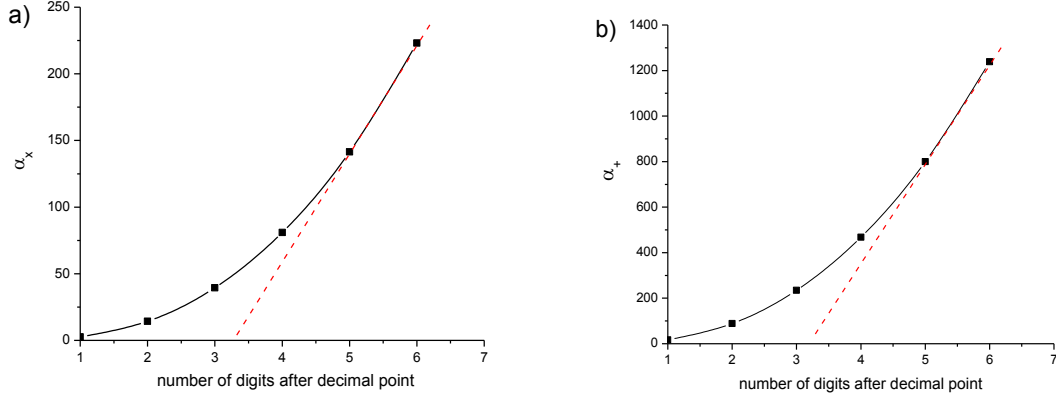 a)
250
200
150
100
50
0
αx
1 2 3 4 5 6 7
number of digits after decimal point
b)
1400
1200
1000
800
600
400
200
0
α+
1 2 3 4 5 6 7
number of digits after decimal point